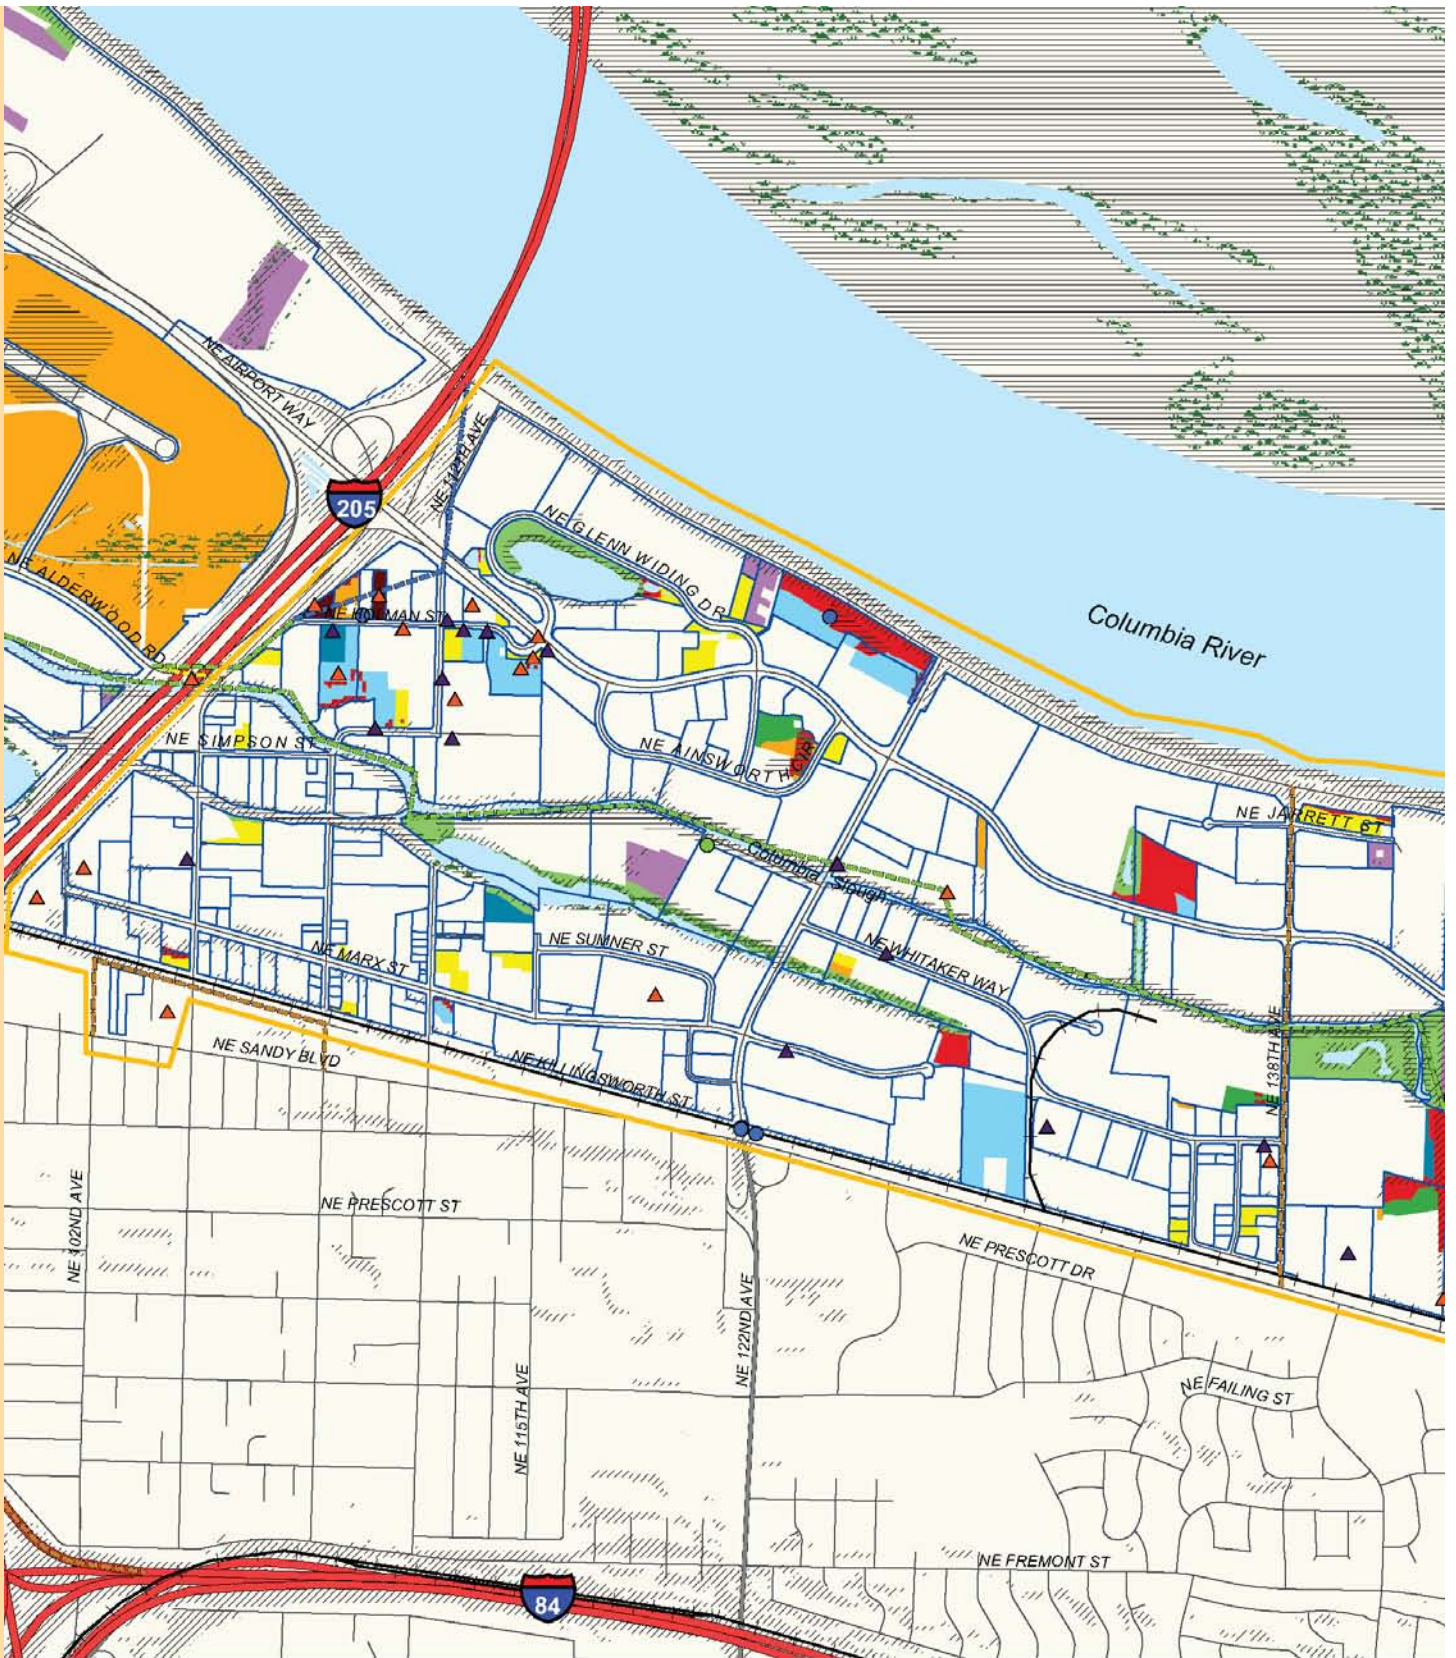 NE AIRPORT WAY
205
NE 112TH AVE
NE GLENN WIDING DR
NE ALDERWOOD RD
NE HOLMAN ST
Columbia River
NE SIMPSON ST
NE AINSWORTH CIR
NE JARRETT ST
Columbia Slough
NE MARX ST
NE SUMNER ST
NE WHITAKER WAY
NE SANDY BLVD
NE KILLINGSWORTH ST
NE 138TH AVE
NE 102ND AVE
NE PRESCOTT ST
NE PRESCOTT DR
NE 122ND AVE
NE 115TH AVE
NE FAILING ST
NE FREMONT ST
84